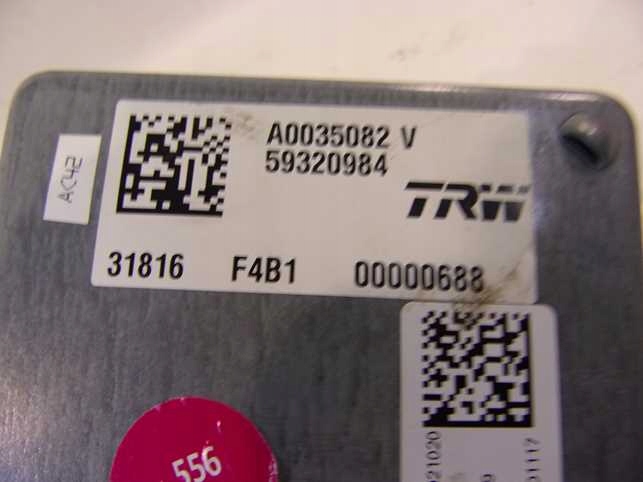 A0035082 V
59320984
TRW
31816 F4B1 00000688
AC42
556